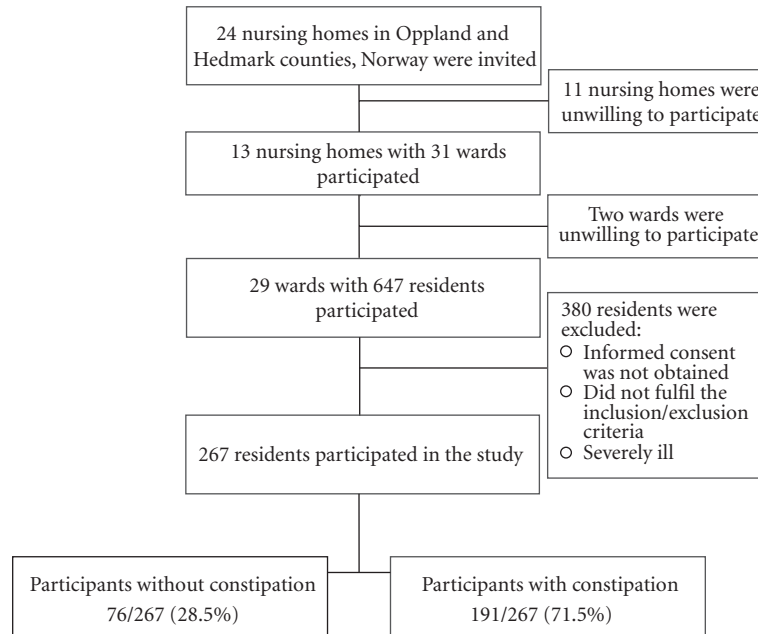 24 nursing homes in Oppland and
Hedmark counties, Norway were invited
11 nursing homes were
unwilling to participate
13 nursing homes with 31 wards
participated
Two wards were
unwilling to participate
29 wards with 647 residents
participated
380 residents were
excluded:
Informed consent
was not obtained
Did not fulfil the
inclusion/exclusion
criteria
Severely ill
267 residents participated in the study
Participants without constipation
76/267 (28.5%)
Participants with constipation
191/267 (71.5%)